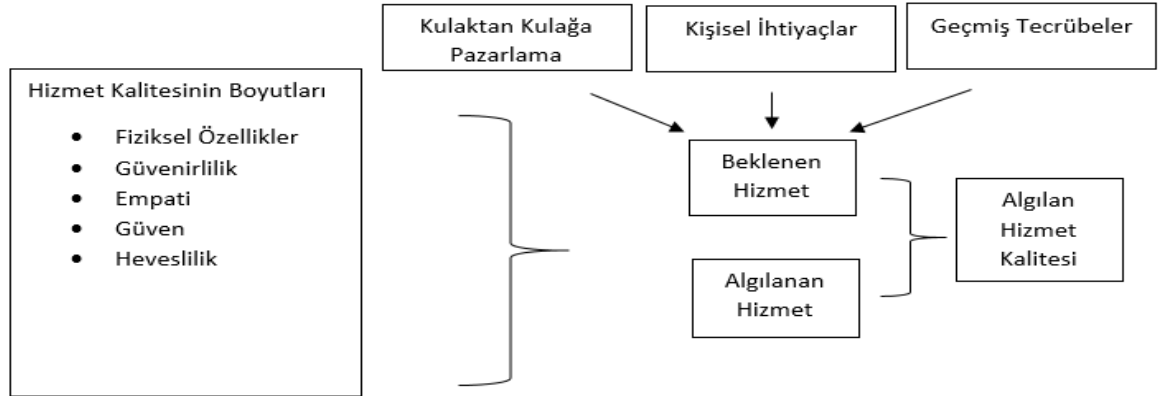 Kulaktan Kulağa
Pazarlama
Kişisel İhtiyaçlar
Geçmiş Tecrübeler
Hizmet Kalitesinin Boyutları
• Fiziksel Özellikler
• Güvenirlilik
• Empati
• Güven
• Heveslilik
Beklenen
Hizmet
Algılanan
Hizmet
Algılan
Hizmet
Kalitesi